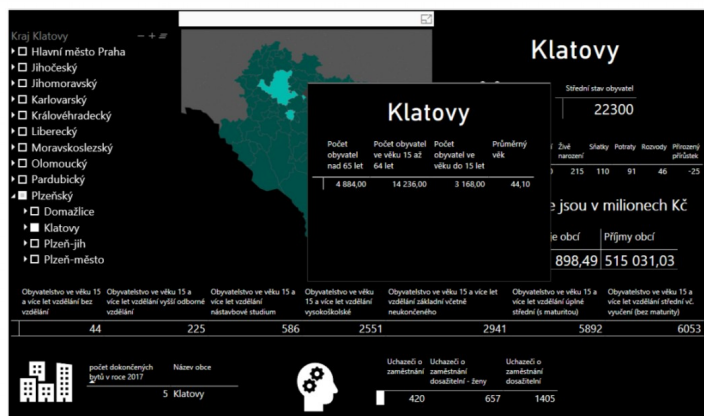 Kraj Klatovy
Hlavní město Praha
Jihočeský
Jihomoravský
Karlovarský
Královéhradecký
Liberecký
Moravskoslezský
Olomoucký
Pardubický
Plzeňský
Domažlice
Klatovy
Plzeň-jih
Plzeň-město
Klatovy
Střední stav obyvatel
22300
Živě narození Sňatky Potraty Rozvody Přirozený přírůstek
215 110 91 46 -25
Klatovy
Počet obyvatel nad 65 let Počet obyvatel ve věku 15 až 64 let Počet obyvatel ve věku do 15 let Průměrný věk
4 884,00 14 236,00 3 168,00 44,10
jsou v milionech Kč
obcí Příjmy obcí
898,49 515 031,03
Obyvatelstvo ve věku 15 a více let vzdělání bez vzdělání
Obyvatelstvo ve věku 15 a více let vzdělání vyšší odborné vzdělání
Obyvatelstvo ve věku 15 a více let vzdělání nástavbové studium
Obyvatelstvo ve věku 15 a více let vzdělání vysokoškolské
Obyvatelstvo ve věku 15 a více let vzdělání základní včetně neukončeného
Obyvatelstvo ve věku 15 a více let vzdělání úplné střední (s maturitou)
Obyvatelstvo ve věku 15 a více let vzdělání střední vč. vyučení (bez maturity)
44 225 586 2551 2941 5892 6053
počet dokončených bytů v roce 2017 Název obce
5 Klatovy
Uchazeči o zaměstnání Uchazeči o zaměstnání dosažitelní - ženy Uchazeči o zaměstnání dosažitelní
420 657 1405